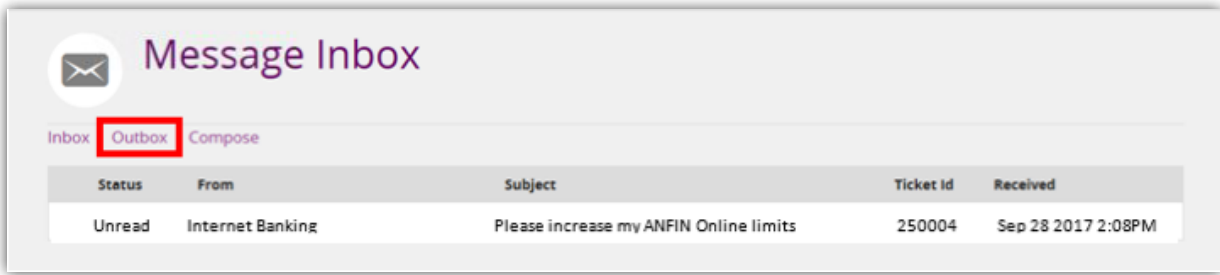 Message Inbox
Inbox Outbox Compose
Status From Subject Ticket Id Received
Unread Internet Banking Please increase my ANFIN Online limits 250004 Sep 28 2017 2:08PM